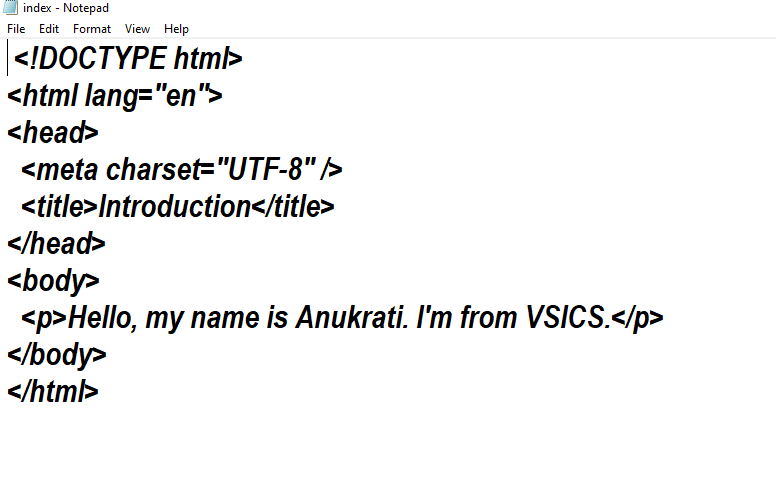 index - Notepad
File Edit Format View Help
<!DOCTYPE html>
<html lang="en">
<head>
  <meta charset="UTF-8" />
  <title>Introduction</title>
</head>
<body>
  <p>Hello, my name is Anukrati. I'm from VSICS.</p>
</body>
</html>